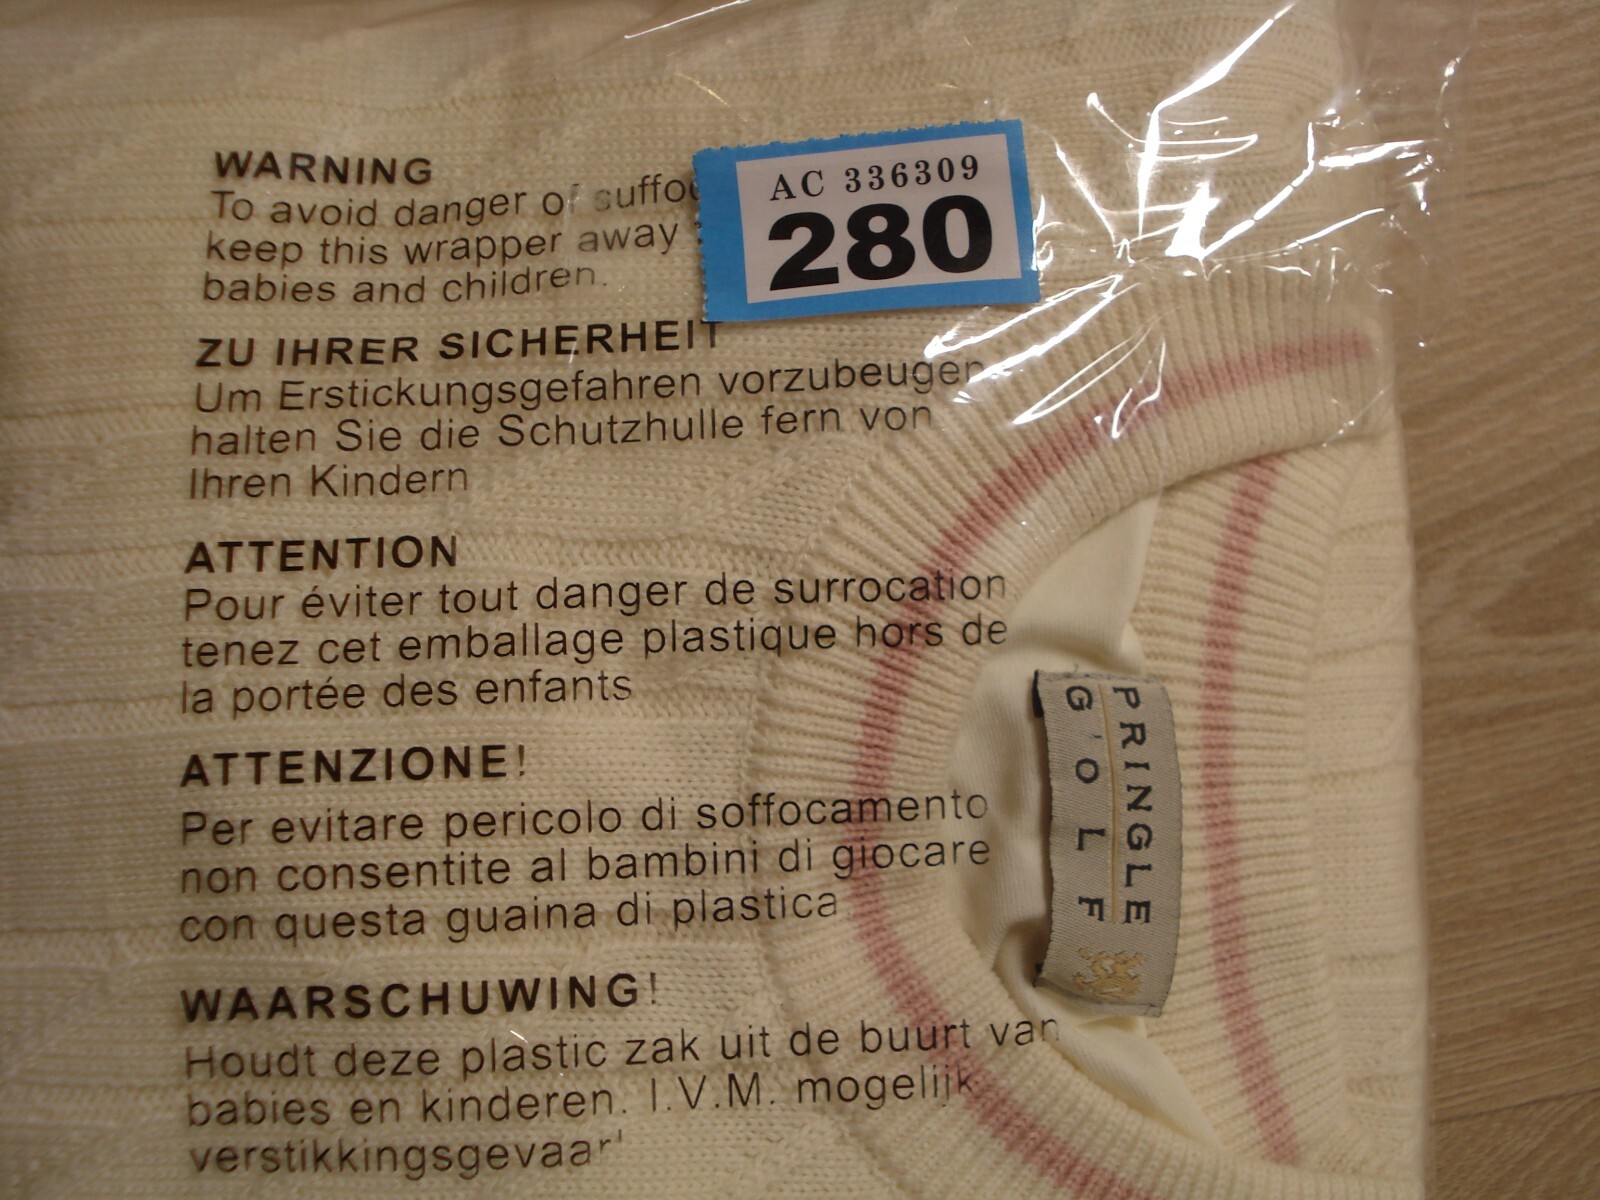 WARNING
To avoid danger of
keep this wrapper away
babies and children.
AC 336309
280
ZU IHRER SICHERHEIT
Um Erstickungsgefahren vorzubeugen
halten Sie die Schutzhulle fern von
Ihren Kindern
ATTENTION
Pour éviter tout danger de surrocation
tenez cet emballage plastique hors de
la portée des enfants
ATTENZIONE!
Per evitare pericolo di soffocamento
non consentite al bambini di giocare
con questa guaina di plastica
WAARSCHUWING!
Houdt deze plastic zak uit de buurt van
babies en kinderen. I.V.M. mogelijk
verstikkingsgevaar'
PRINGLE
G'OLF